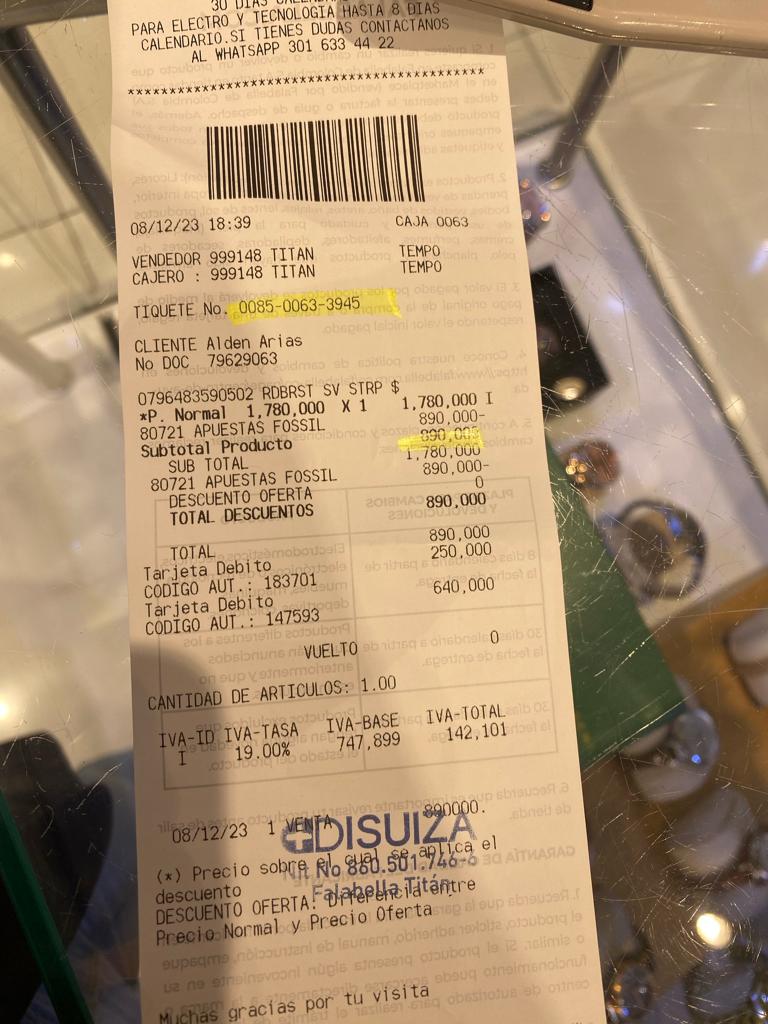 30 DIAS CALENDARIO
PARA ELECTRO Y TECNOLOGIA HASTA 8 DIAS
CALENDARIO.SI TIENES DUDAS CONTACTANOS
AL WHATSAPP 301 633 44 22
****************************************
08/12/23 18:39 CAJA 0063
VENDEDOR 999148 TITAN TEMPO
CAJERO : 999148 TITAN TEMPO
TIQUETE No. 0085-0063-3945
CLIENTE Alden Arias
No DOC 79629063
0796483590502 RDBRST SV STRP $
*P. Normal 1,780,000 X 1 1,780,000 I
80721 APUESTAS FOSSIL 890,000-
Subtotal Producto 890,000
SUB TOTAL 1,780,000
80721 APUESTAS FOSSIL 890,000-
DESCUENTO OFERTA 0
TOTAL DESCUENTOS 890,000
TOTAL 890,000
Tarjeta Debito 250,000
CODIGO AUT.: 183701
Tarjeta Debito 640,000
CODIGO AUT.: 147593
VUELTO 0
CANTIDAD DE ARTICULOS: 1.00
IVA-ID IVA-TASA IVA-BASE IVA-TOTAL
I 19.00% 747,899 142,101
08/12/23 1 VENTA 890000.
DISUIZA
Nit No 860.501.746-6
Falabella Titán
(*) Precio sobre el cual se aplica el
descuento
DESCUENTO OFERTA: Diferencia entre
Precio Normal y Precio Oferta
Muchas gracias por tu visita